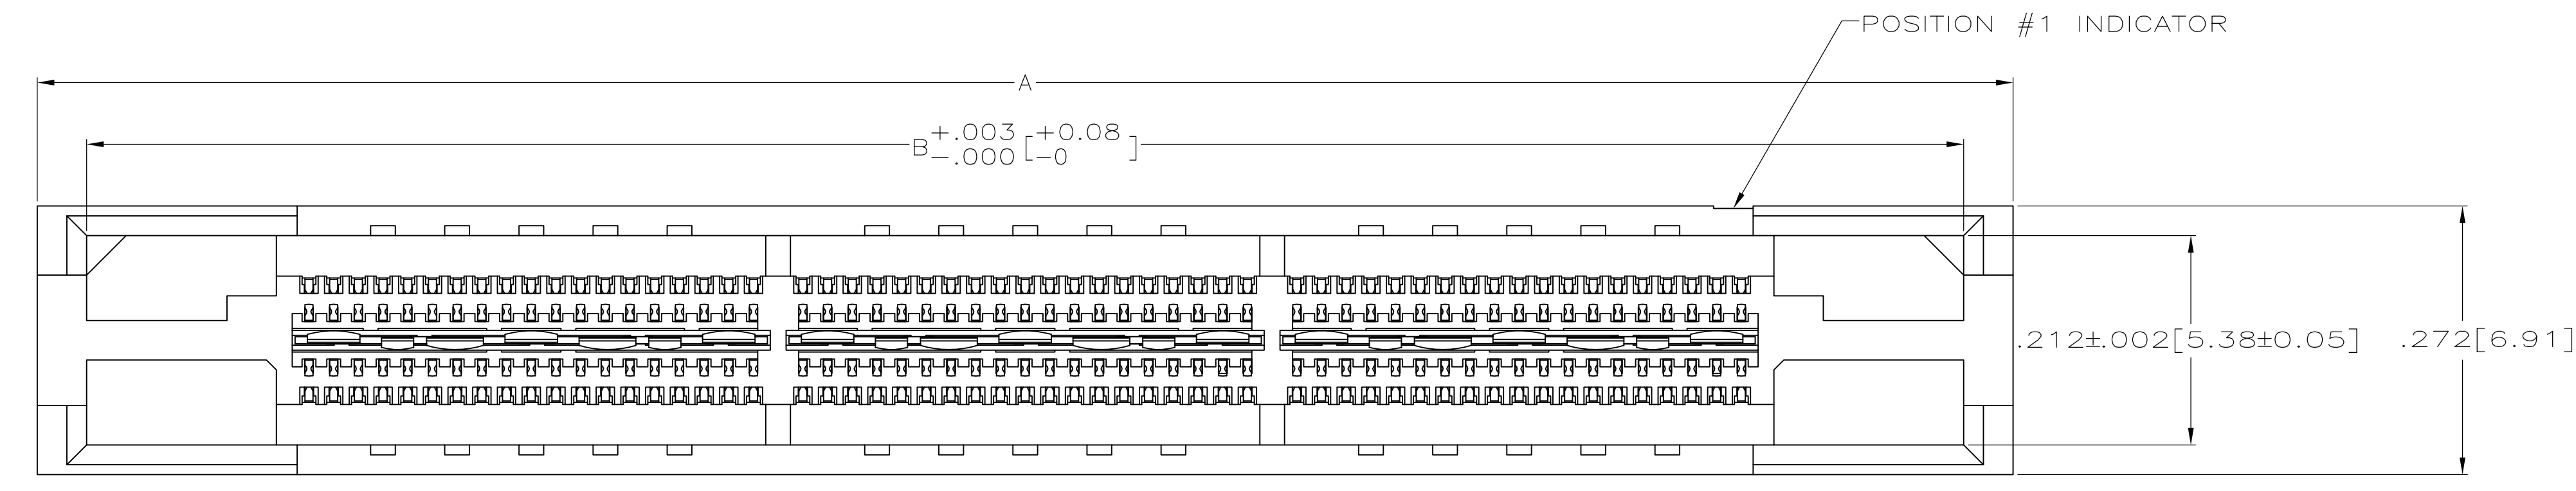 POSITION #1 INDICATOR
A
B +.003 [+0.08
-.000 -0 ]
.212±.002[5.38±0.05]
.272[6.91]